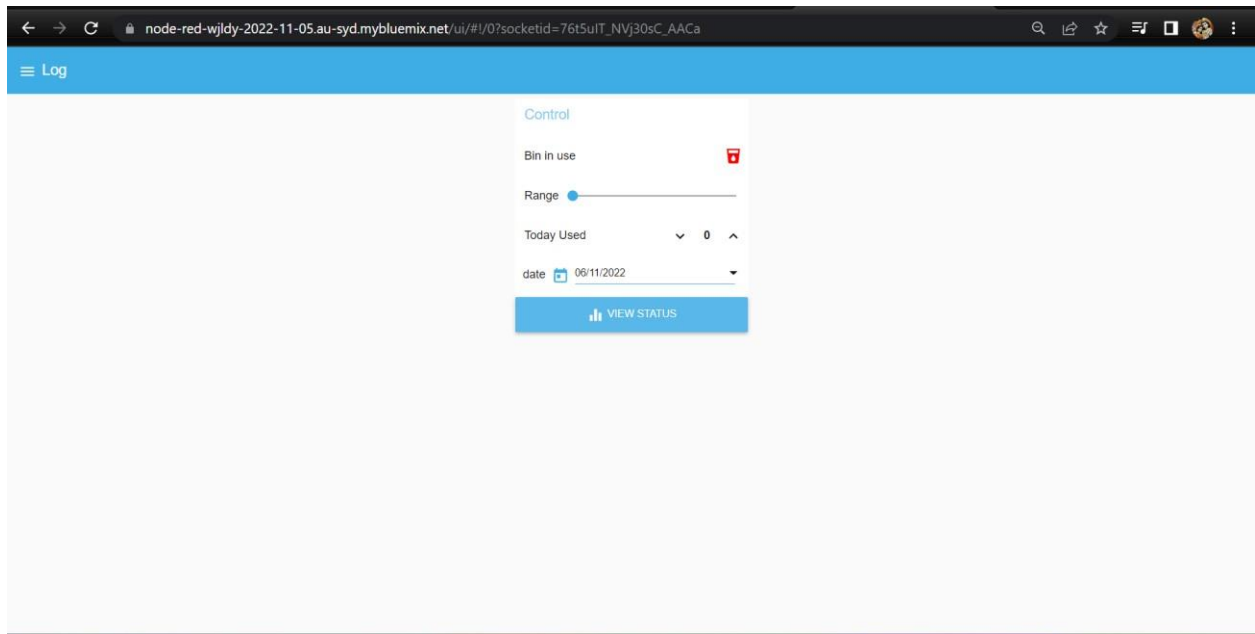 node-red-wjldy-2022-11-05.au-syd.mybluemix.net/ui/#!/0?socketid=76t5uIT_NVj30sC_AACa
Log
Control
Bin in use
Range
Today Used 0
date 06/11/2022
VIEW STATUS